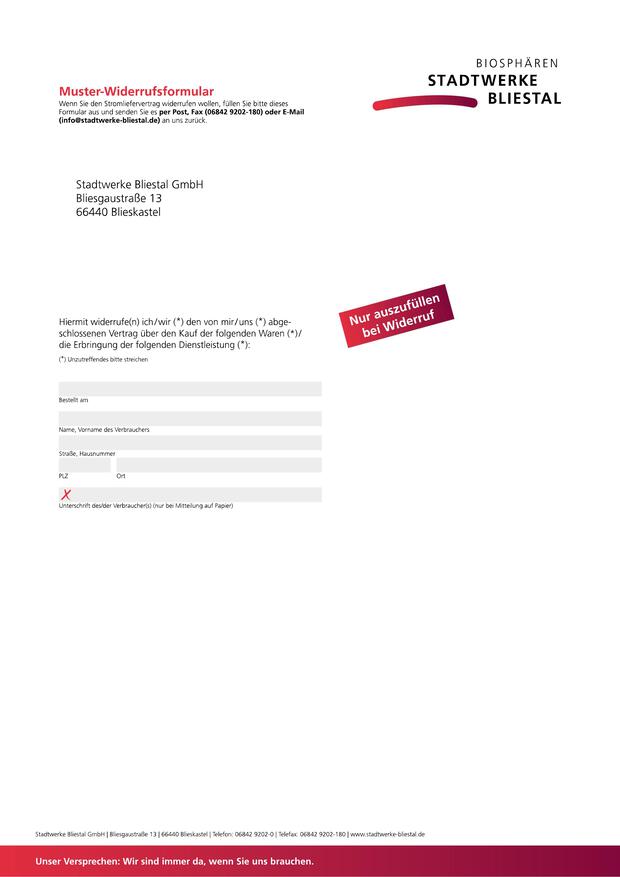 BIOSPHÄREN
STADTWERKE
BLIESTAL
Muster-Widerrufsformular
Wenn Sie den Stromliefervertrag widerrufen wollen, füllen Sie bitte dieses
Formular aus und senden Sie es per Post, Fax (06842 9202-180) oder E-Mail
(info@stadtwerke-bliestal.de) an uns zurück.
Stadtwerke Bliestal GmbH
Bliesgaustraße 13
66440 Blieskastel
Nur auszufüllen
bei Widerruf
Hiermit widerrufe(n) ich/wir (*) den von mir/uns (*) abge-
schlossenen Vertrag über den Kauf der folgenden Waren (*)/
die Erbringung der folgenden Dienstleistung (*):
(*) Unzutreffendes bitte streichen
Bestellt am
Name, Vorname des Verbrauchers
Straße, Hausnummer
PLZ Ort
X
Unterschrift des/der Verbraucher(s) (nur bei Mitteilung auf Papier)
Stadtwerke Bliestal GmbH | Bliesgaustraße 13 | 66440 Blieskastel | Telefon: 06842 9202-0 | Telefax: 06842 9202-180 | www.stadtwerke-bliestal.de
Unser Versprechen: Wir sind immer da, wenn Sie uns brauchen.